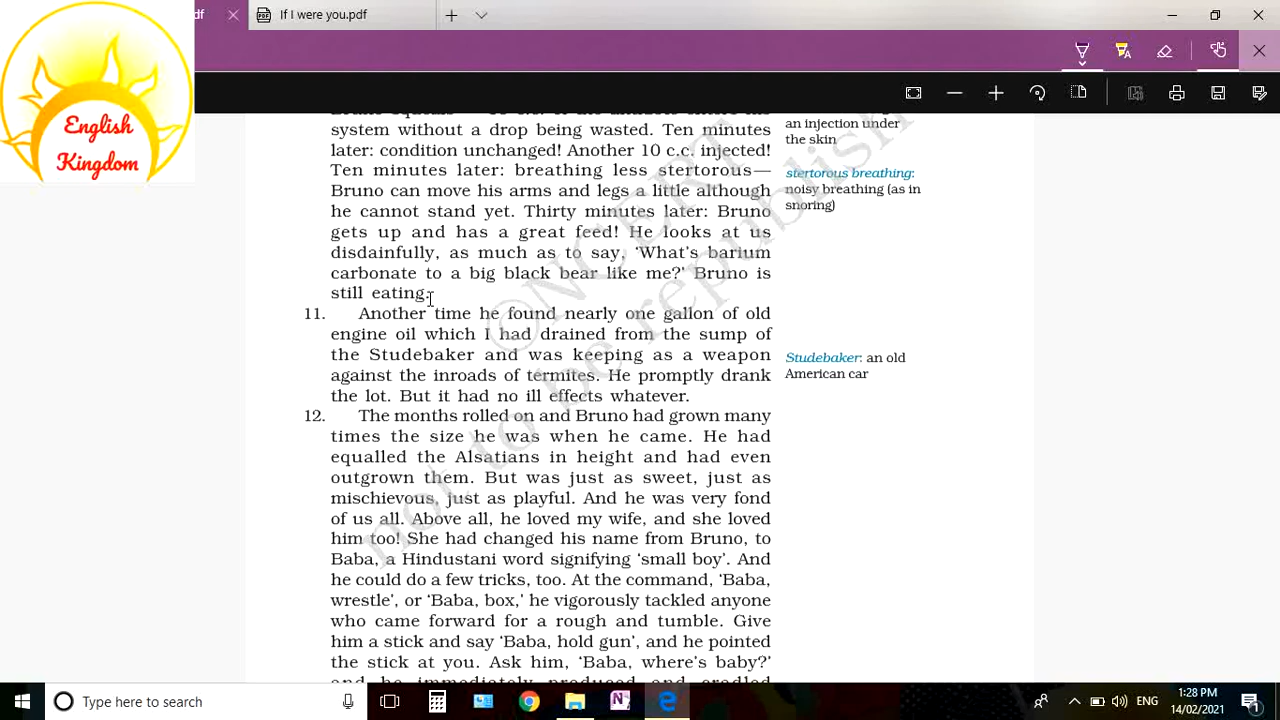 df
If I were you.pdf
English
Kingdom
system without a drop being wasted. Ten minutes
later: condition unchanged! Another 10 c.c. injected!
Ten minutes later: breathing less stertorous—
Bruno can move his arms and legs a little although
he cannot stand yet. Thirty minutes later: Bruno
gets up and has a great feed! He looks at us
disdainfully, as much as to say, ‘What’s barium
carbonate to a big black bear like me?’ Bruno is
still eating.
11. Another time he found nearly one gallon of old
engine oil which I had drained from the sump of
the Studebaker and was keeping as a weapon
against the inroads of termites. He promptly drank
the lot. But it had no ill effects whatever.
12. The months rolled on and Bruno had grown many
times the size he was when he came. He had
equalled the Alsatians in height and had even
outgrown them. But was just as sweet, just as
mischievous, just as playful. And he was very fond
of us all. Above all, he loved my wife, and she loved
him too! She had changed his name from Bruno, to
Baba, a Hindustani word signifying ‘small boy’. And
he could do a few tricks, too. At the command, ‘Baba,
wrestle’, or ‘Baba, box,’ he vigorously tackled anyone
who came forward for a rough and tumble. Give
him a stick and say ‘Baba, hold gun’, and he pointed
the stick at you. Ask him, ‘Baba, where’s baby?’
and he immediately produced and cradled
an injection under
the skin
stertorous breathing:
noisy breathing (as in
snoring)
Studebaker: an old
American car
©NCERT
not to be republish
Type here to search
ENG
1:28 PM
14/02/2021